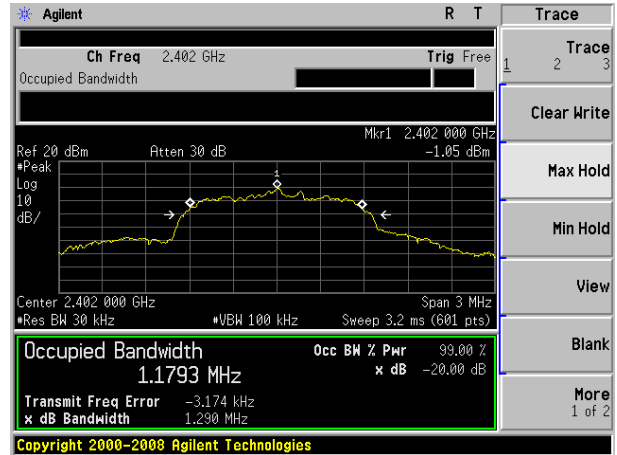 Agilent R T Trace
Ch Freq 2.402 GHz Trig Free
Occupied Bandwidth
Trace
1 2 3
Clear Write
Mkr1 2.402 000 GHz
Ref 20 dBm Atten 30 dB -1.05 dBm
#Peak
Log
10
dB/
1
Max Hold
Min Hold
Center 2.402 000 GHz Span 3 MHz
#Res BW 30 kHz #VBW 100 kHz Sweep 3.2 ms (601 pts)
View
Occupied Bandwidth Occ BW % Pwr 99.00 %
1.1793 MHz x dB -20.00 dB
Transmit Freq Error -3.174 kHz
x dB Bandwidth 1.290 MHz
Blank
More
1 of 2
Copyright 2000-2008 Agilent Technologies